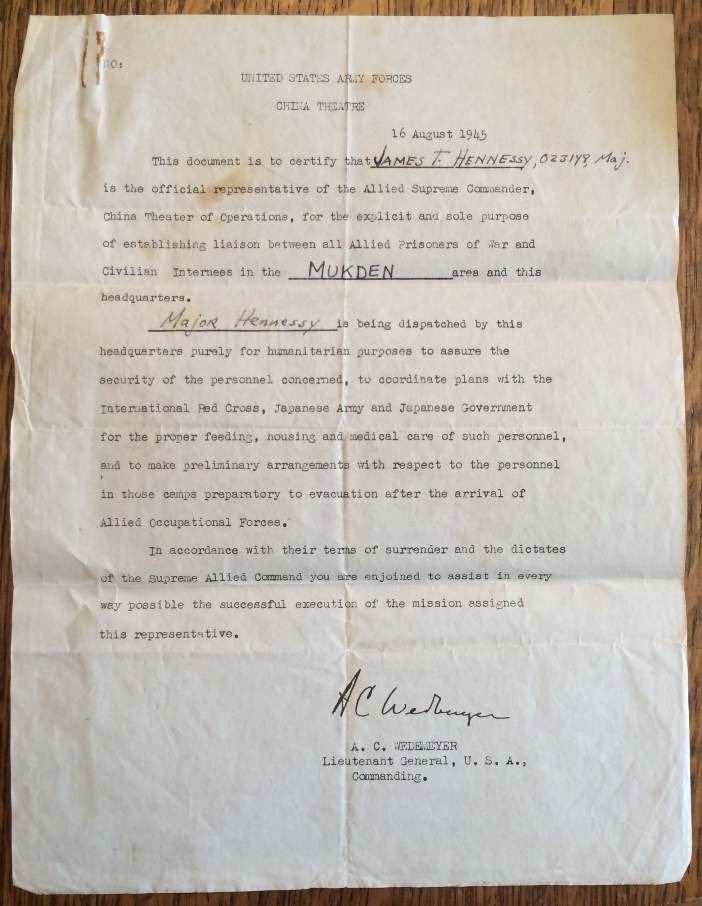 NO:
UNITED STATES ARMY FORCES
CHINA THEATRE
16 August 1945
This document is to certify that JAMES T. HENNESSY, 023148, Maj.
is the official representative of the Allied Supreme Commander,
China Theater of Operations, for the explicit and sole purpose
of establishing liaison between all Allied Prisoners of War and
Civilian Internees in the MUKDEN area and this
headquarters.
Major Hennessy is being dispatched by this
headquarters purely for humanitarian purposes to assure the
security of the personnel concerned, to coordinate plans with the
International Red Cross, Japanese Army and Japanese Government
for the proper feeding, housing and medical care of such personnel,
and to make preliminary arrangements with respect to the personnel
in those camps preparatory to evacuation after the arrival of
Allied Occupational Forces.
In accordance with their terms of surrender and the dictates
of the Supreme Allied Command you are enjoined to assist in every
way possible the successful execution of the mission assigned
this representative.
A C Wedemeyer
A. C. WEDEMEYER
Lieutenant General, U. S. A.,
Commanding.